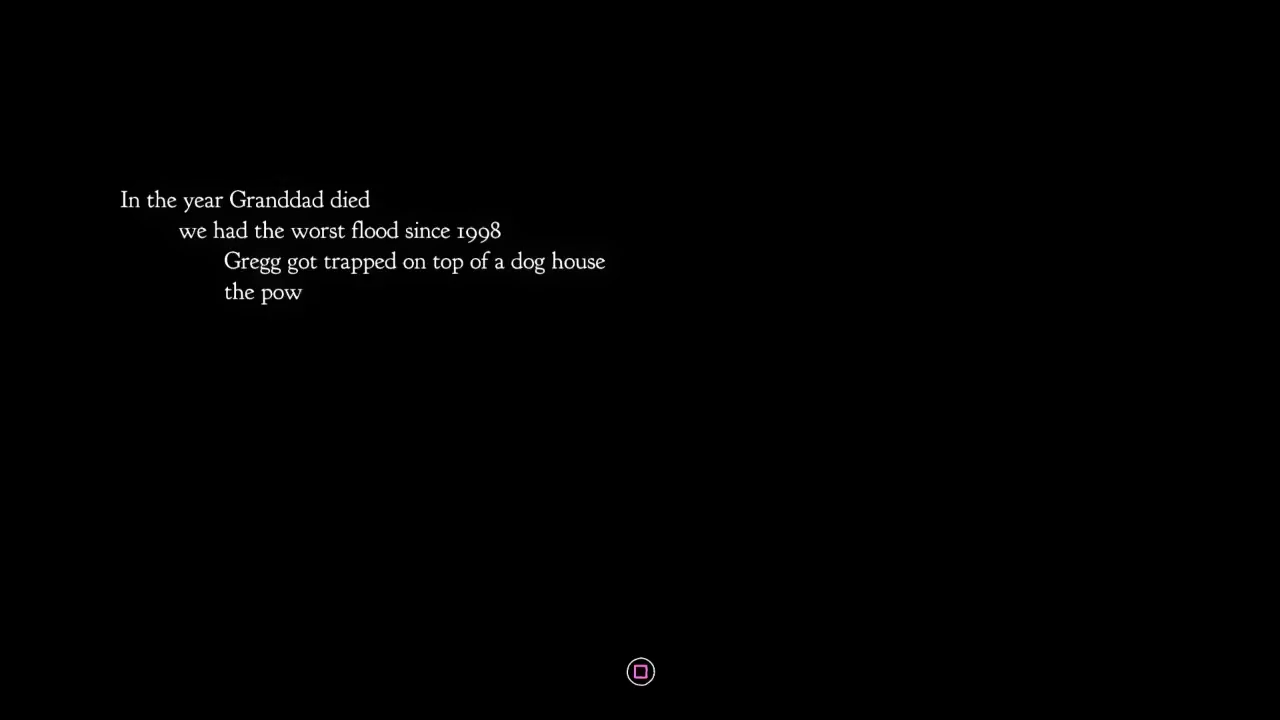 In the year Granddad died
we had the worst flood since 1998
Gregg got trapped on top of a dog house
the pow